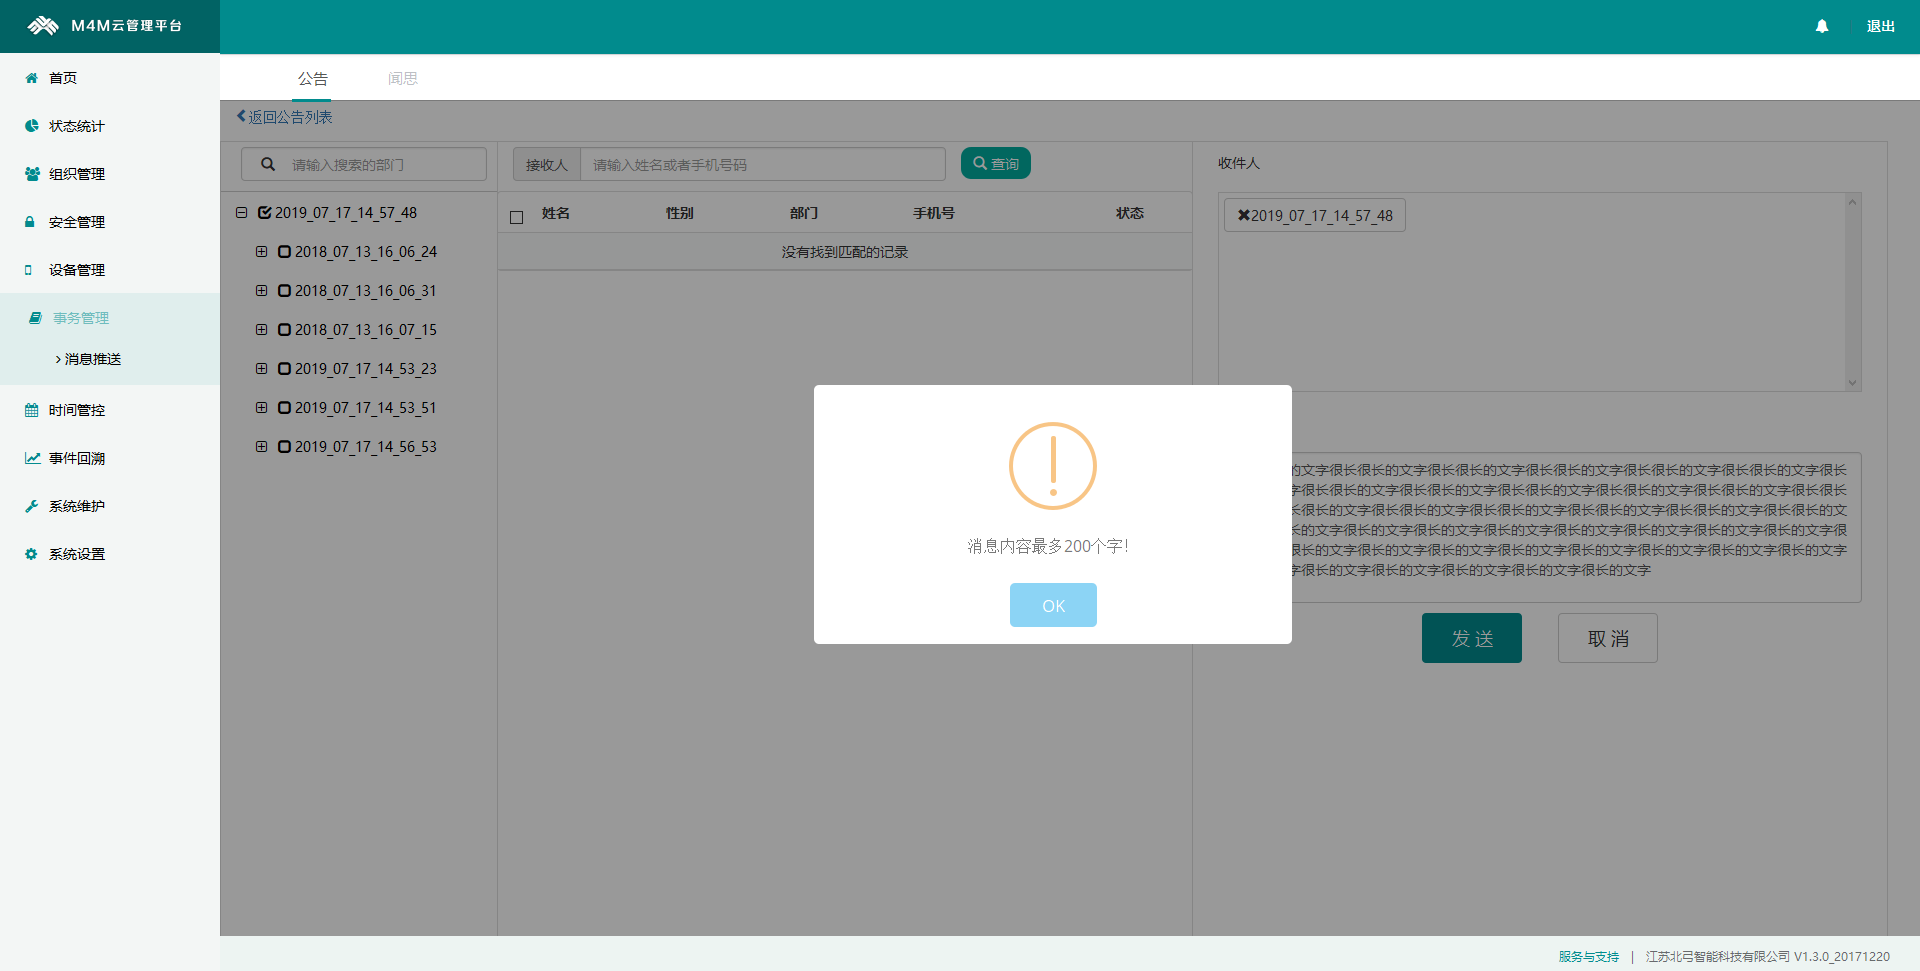 M4M云管理平台
退出
首页
状态统计
组织管理
安全管理
设备管理
事务管理
消息推送
时间管控
事件回溯
系统维护
系统设置
公告
闻思
返回公告列表
请输入搜索的部门
2019_07_17_14_57_48
2018_07_13_16_06_24
2018_07_13_16_06_31
2018_07_13_16_07_15
2019_07_17_14_53_23
2019_07_17_14_53_51
2019_07_17_14_56_53
接收人 请输入姓名或者手机号码 查询
姓名 性别 部门 手机号 状态
没有找到匹配的记录
收件人
2019_07_17_14_57_48
的文字很长很长的文字很长很长的文字很长很长的文字很长很长的文字很长很长的文字很长
字很长很长的文字很长很长的文字很长很长的文字很长很长的文字很长很长的文字很长很长
长很长的文字很长很长的文字很长很长的文字很长很长的文字很长很长的文字很长很长的文
长的文字很长很长的文字很长很长的文字很长很长的文字很长很长的文字很长的文字很
很长的文字很长的文字很长的文字很长的文字很长的文字很长的文字很长的文字很长的文字
字很长的文字很长的文字很长的文字很长的文字很长的文字
消息内容最多200个字!
OK
发 送
取 消
服务与支持 | 江苏北弓智能科技有限公司 V1.3.0_20171220